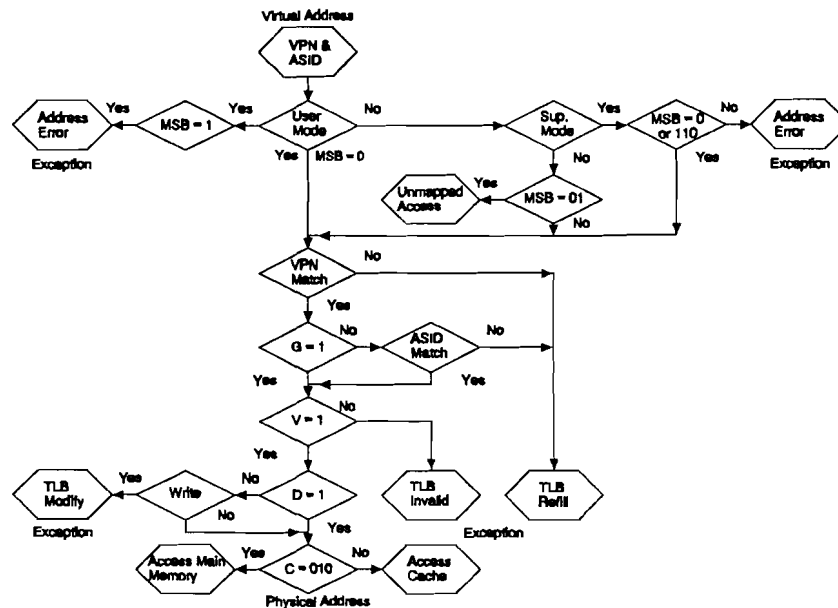 Virtual Address
VPN &
ASID
Address
Error
Yes
MSB = 1
Yes
User
Mode
No
Sup.
Mode
Yes
MSB = 0
or 110
No
Address
Error
Exception
Yes
MSB=0
No
Yes
Exception
Unmapped
Access
Yes
MSB = 01
No
VPN
Match
No
Yes
G = 1
No
ASID
Match
No
Yes
Yes
V = 1
No
Yes
TLB
Modify
Yes
Write
No
D = 1
TLB
Invalid
TLB
Refill
Exception
No
Yes
Exception
Access Main
Memory
Yes
C = 010
No
Access
Cache
Physical Address